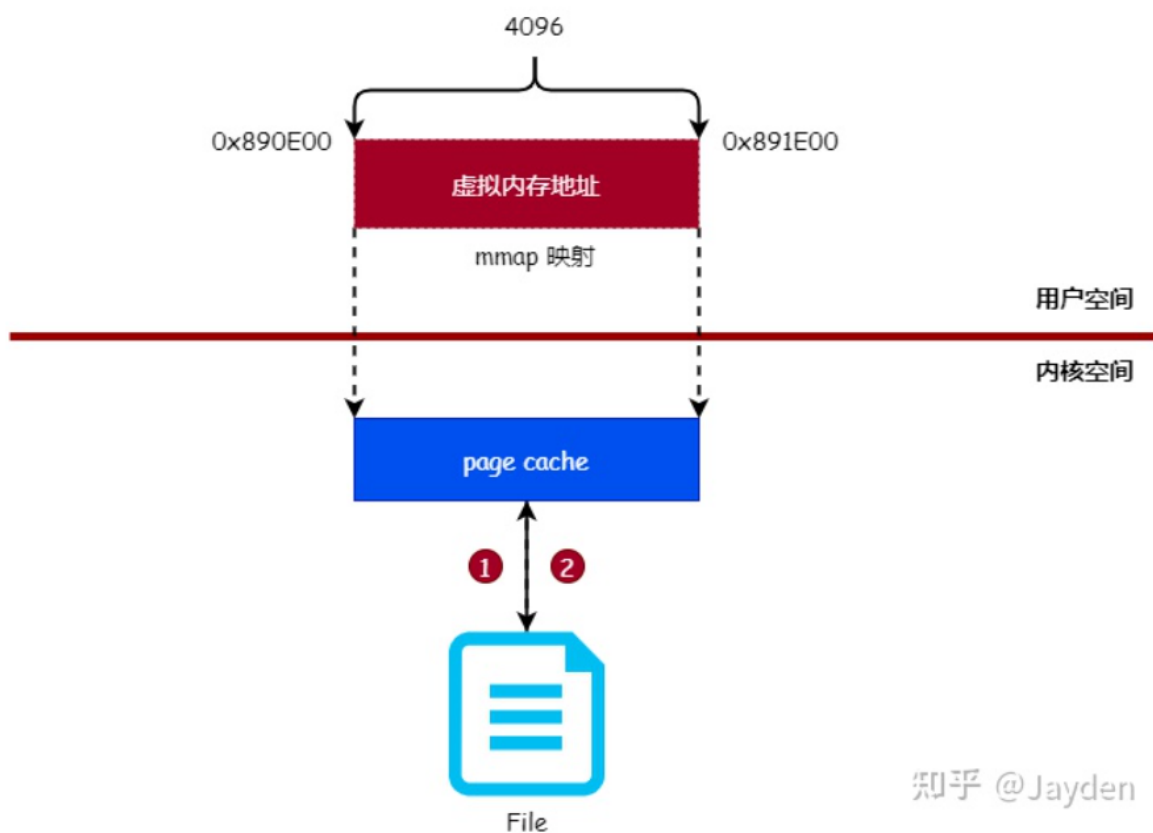 4096
0x890E00
0x891E00
虚拟内存地址
mmap 映射
用户空间
内核空间
page cache
1
2
File
知乎 @Jayden